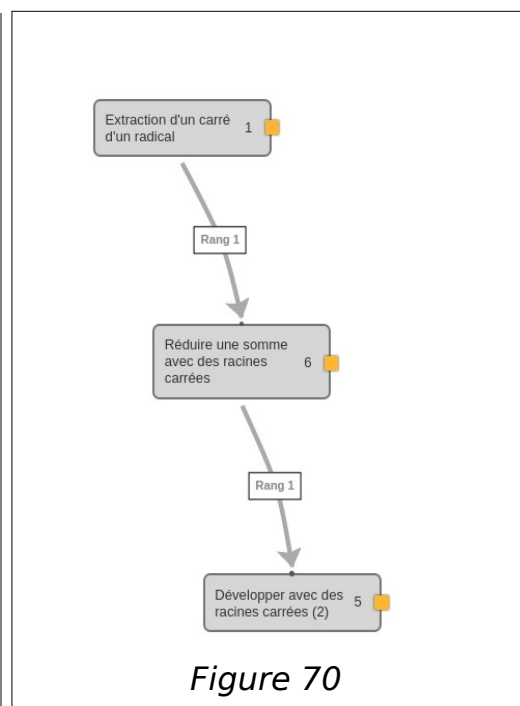 Extraction d'un carré
d'un radical
1
Rang 1
Réduire une somme
avec des racines
carrées
6
Rang 1
Développer avec des
racines carrées (2)
5
Figure 70